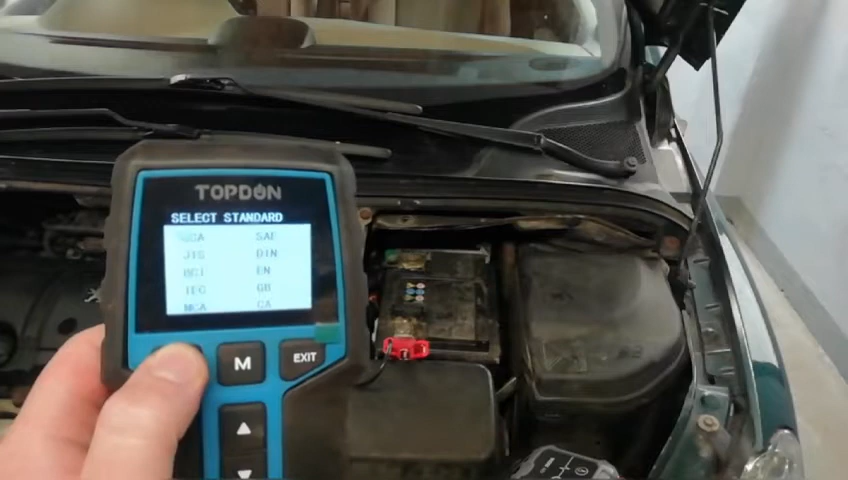 TOPDON
SELECT STANDARD
SAE
JIS DIN
BCI EN
IEC GB
MCA CA
M
EXIT